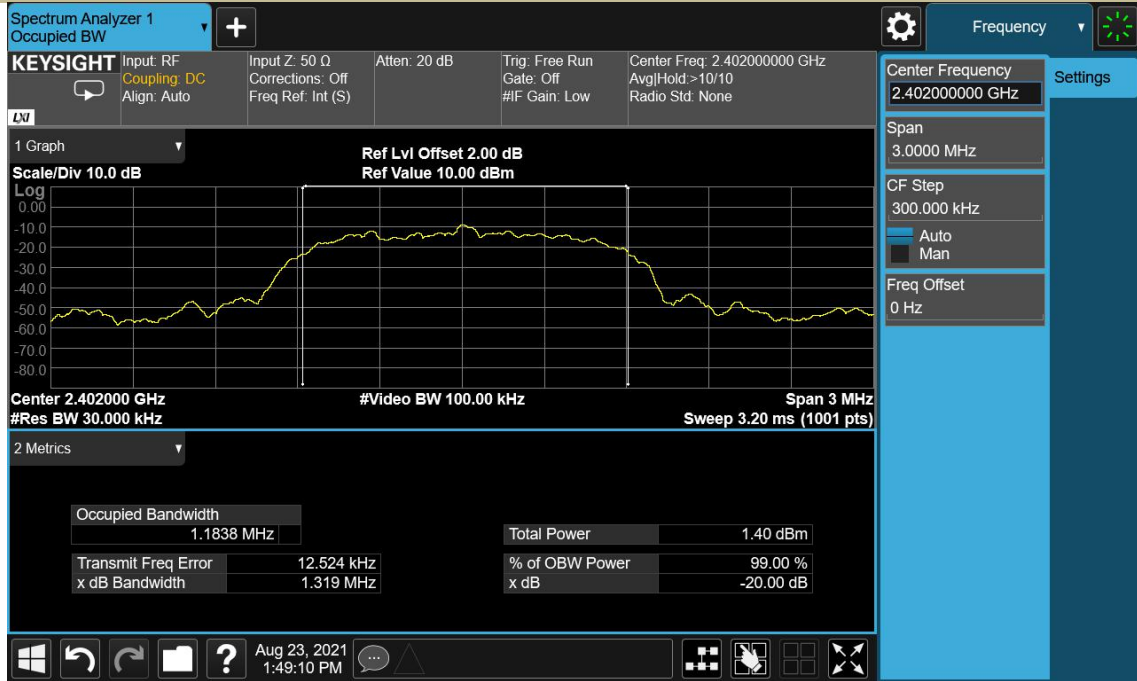 Spectrum Analyzer 1
Occupied BW
+
Frequency
KEYSIGHT
LXI
Input: RF
Coupling: DC
Align: Auto
Input Z: 50 Ω
Corrections: Off
Freq Ref: Int (S)
Atten: 20 dB
Trig: Free Run
Gate: Off
#IF Gain: Low
Center Freq: 2.402000000 GHz
Avg|Hold:>10/10
Radio Std: None
Center Frequency
2.402000000 GHz
Settings
Span
3.0000 MHz
CF Step
300.000 kHz
Auto
Man
Freq Offset
0 Hz
1 Graph
Scale/Div 10.0 dB
Ref Lvl Offset 2.00 dB
Ref Value 10.00 dBm
Log
0.00
-10.0
-20.0
-30.0
-40.0
-50.0
-60.0
-70.0
-80.0
Center 2.402000 GHz
#Video BW 100.00 kHz
Span 3 MHz
#Res BW 30.000 kHz
Sweep 3.20 ms (1001 pts)
2 Metrics
Occupied Bandwidth
1.1838 MHz
Total Power 1.40 dBm
Transmit Freq Error 12.524 kHz
% of OBW Power 99.00 %
x dB Bandwidth 1.319 MHz
x dB -20.00 dB
?
Aug 23, 2021
1:49:10 PM